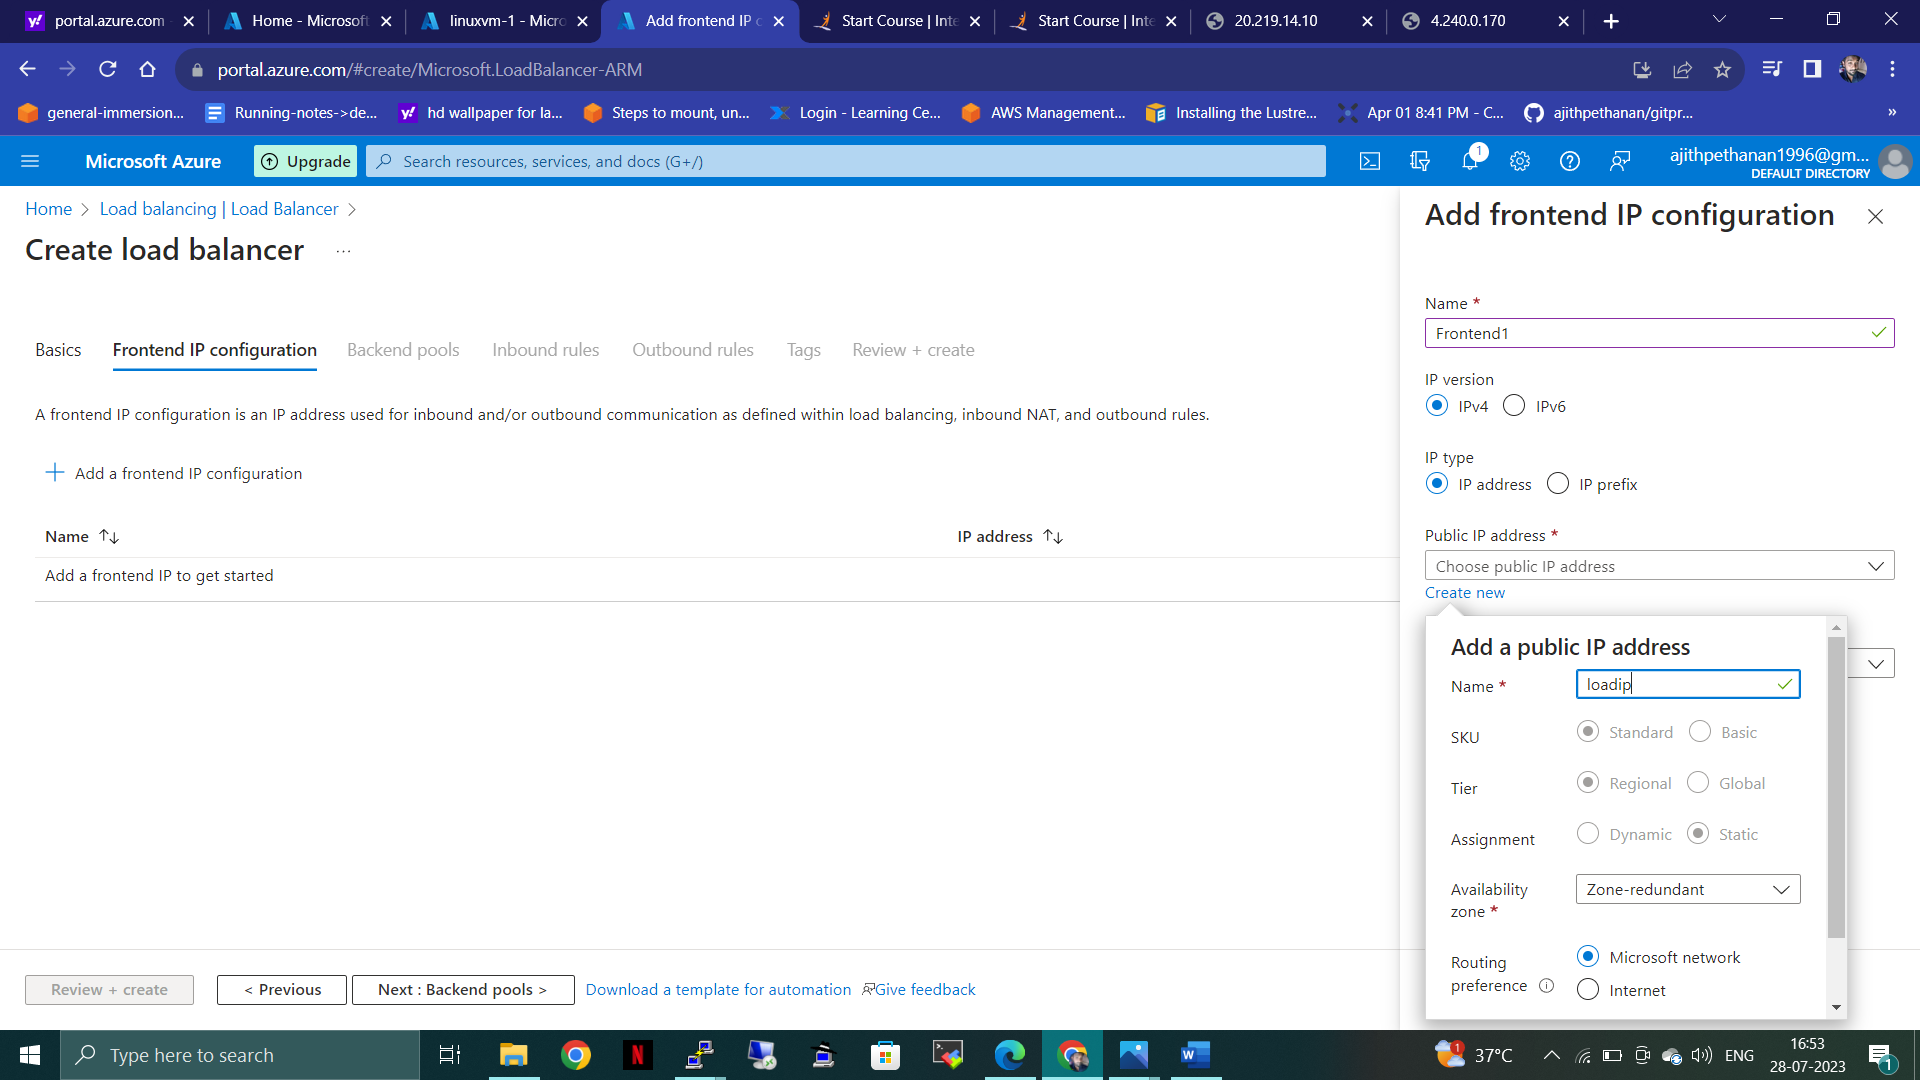 portal.azure.com
Home - Microsoft
linuxvm-1 - Micro
Add frontend IP c
Start Course | Inte
Start Course | Inte
20.219.14.10
4.240.0.170
portal.azure.com/#create/Microsoft.LoadBalancer-ARM
general-immersion...
Running-notes->de...
hd wallpaper for la...
Steps to mount, un...
Login - Learning Ce...
AWS Management...
Installing the Lustre...
Apr 01 8:41 PM - C...
ajithpethanan/gitpr...
»
Microsoft Azure
Upgrade
Search resources, services, and docs (G+/)
1
ajithpethanan1996@gm...
DEFAULT DIRECTORY
Home > Load balancing | Load Balancer >
Create load balancer ...
Basics
Frontend IP configuration
Backend pools
Inbound rules
Outbound rules
Tags
Review + create
A frontend IP configuration is an IP address used for inbound and/or outbound communication as defined within load balancing, inbound NAT, and outbound rules.
+ Add a frontend IP configuration
Name ↑↓
IP address ↑↓
Add a frontend IP to get started
Review + create
< Previous
Next : Backend pools >
Download a template for automation
Give feedback
Add frontend IP configuration
Name *
Frontend1
IP version
IPv4
IPv6
IP type
IP address
IP prefix
Public IP address *
Choose public IP address
Create new
Add a public IP address
Name *
loadip
SKU
Standard
Basic
Tier
Regional
Global
Assignment
Dynamic
Static
Availability
zone *
Zone-redundant
Routing
preference
Microsoft network
Internet
Type here to search
37°C
ENG
16:53
28-07-2023
1